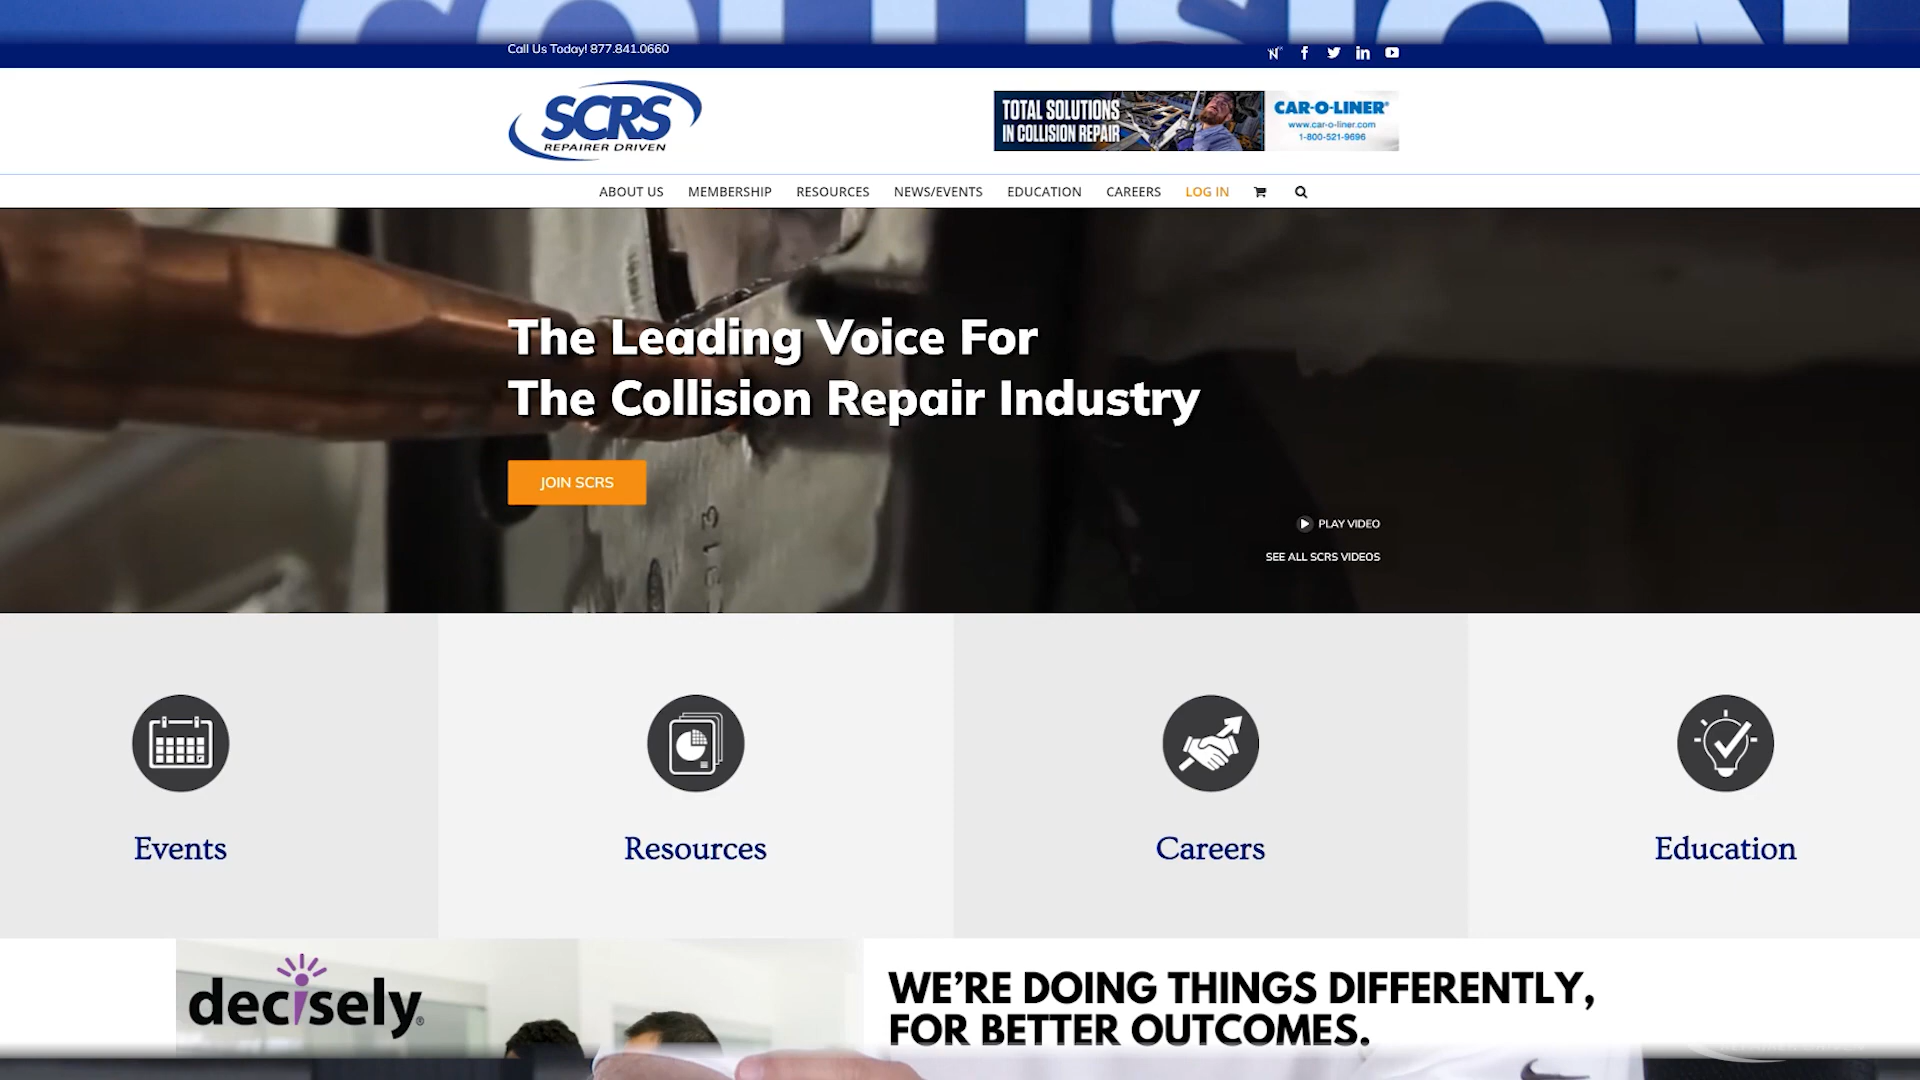 COLLISION
Call Us Today! 877.841.0660
SCRS
REPAIRER DRIVEN
TOTAL SOLUTIONS
IN COLLISION REPAIR
CAR-O-LINER®
www.car-o-liner.com
1-800-521-9696
ABOUT US MEMBERSHIP RESOURCES NEWS/EVENTS EDUCATION CAREERS LOG IN
The Leading Voice For
The Collision Repair Industry
JOIN SCRS
313
PLAY VIDEO
SEE ALL SCRS VIDEOS
Events Resources Careers Education
decisely®
WE'RE DOING THINGS DIFFERENTLY,
FOR BETTER OUTCOMES.